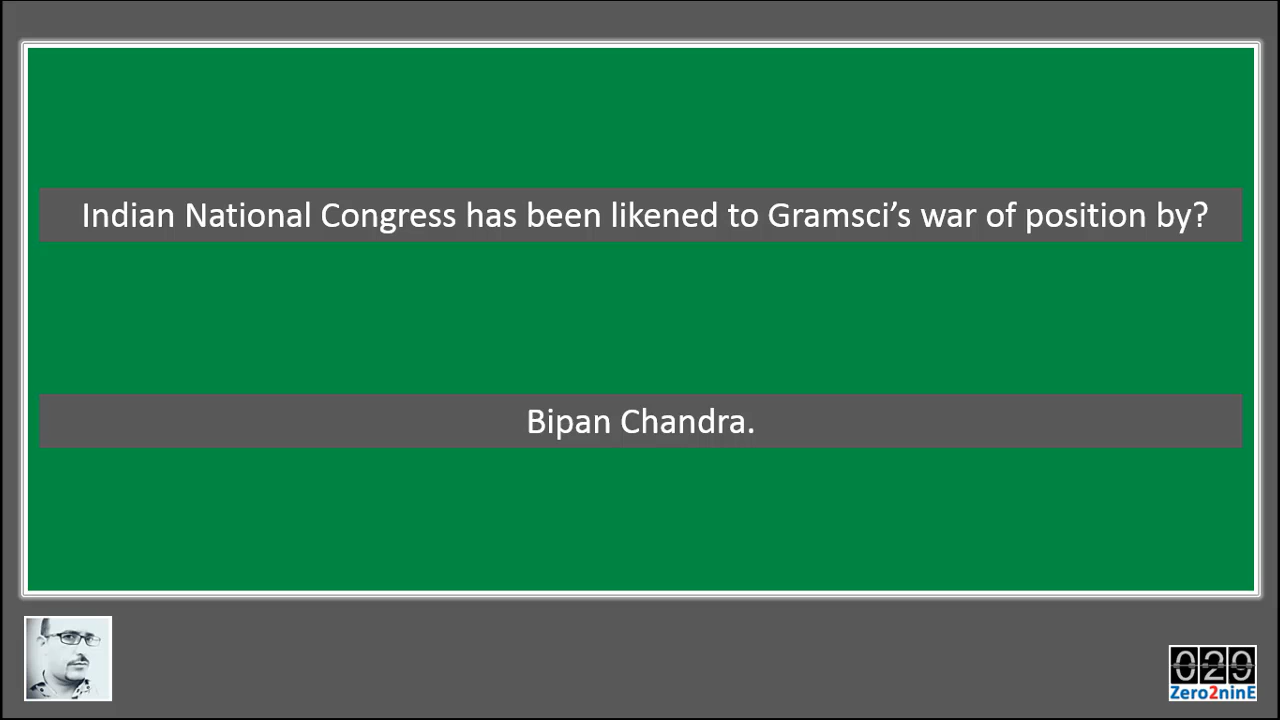 Indian National Congress has been likened to Gramsci’s war of position by?
Bipan Chandra.
029
Zero2ninE